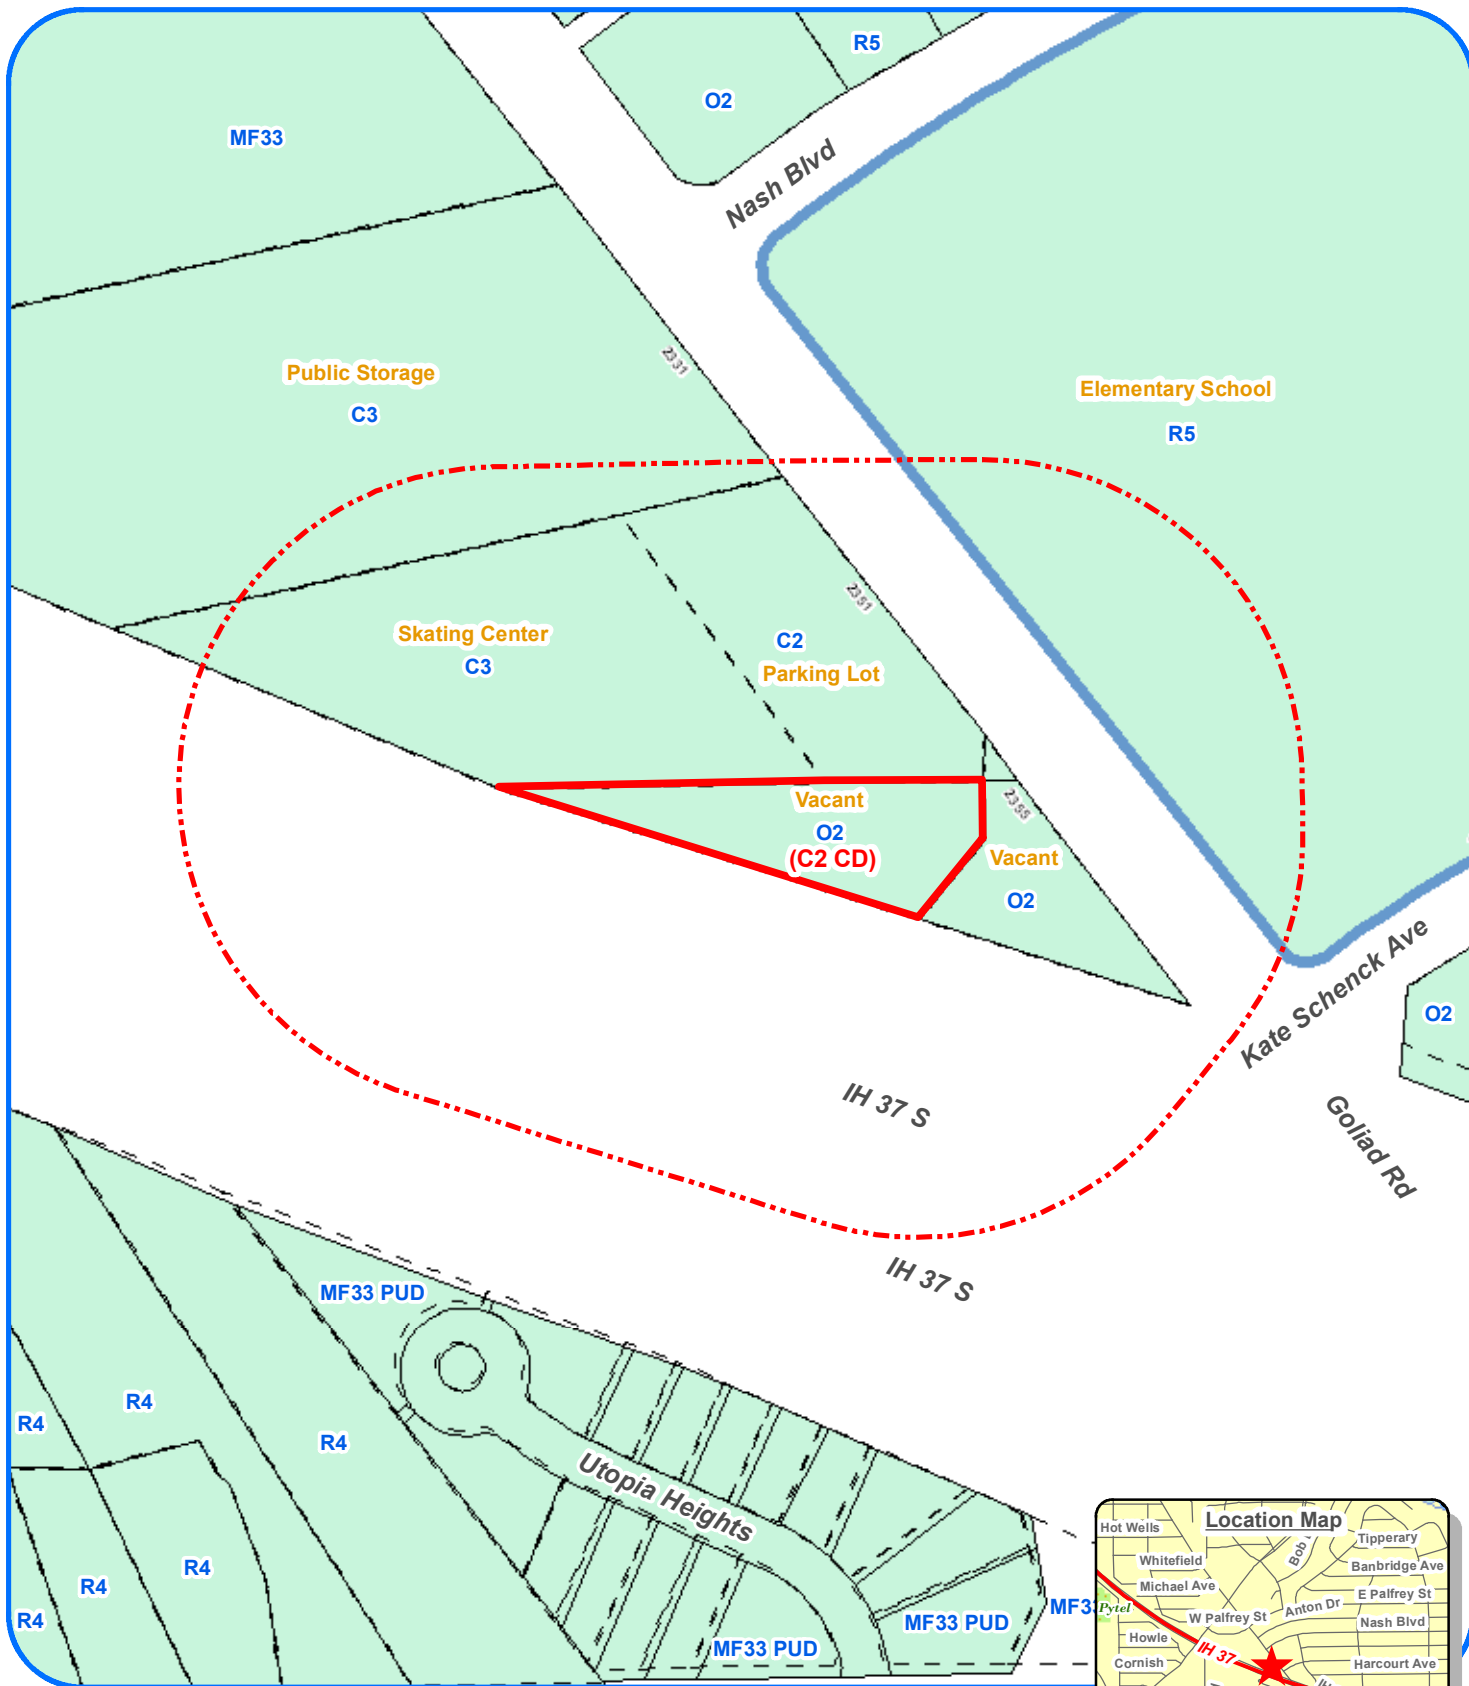 R5
O2
MF33
Nash Blvd
2331
Public Storage
C3
Elementary School
R5
2351
Skating Center
C3
C2
Parking Lot
2355
Vacant
O2
(C2 CD)
Vacant
O2
Kate Schenck Ave
O2
IH 37 S
Goliad Rd
IH 37 S
MF33 PUD
R4
R4
R4
Utopia Heights
R4
R4
R4
MF33 PUD
MF33 PUD
MF33
Location Map
Hot Wells
Bob
Tipperary
Whitefield
Banbridge Ave
Michael Ave
E Palfrey St
Pytel
Anton Dr
W Palfrey St
Nash Blvd
Howle
IH 37
Cornish
Harcourt Ave